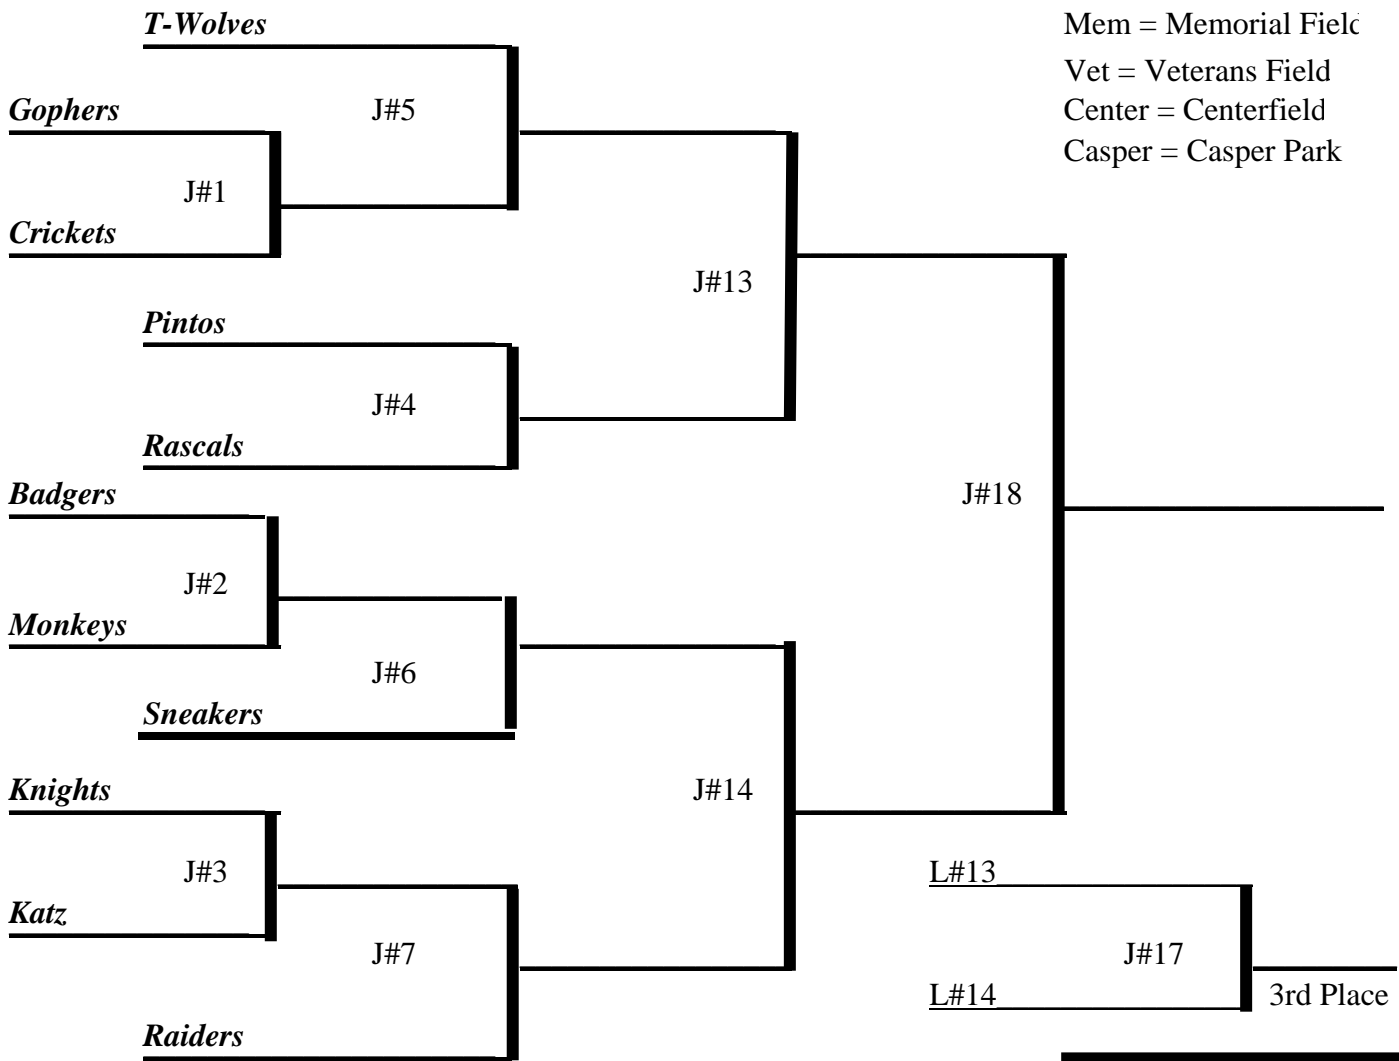 T-Wolves
Mem = Memorial Field
Vet = Veterans Field
Gophers
J#5
Center = Centerfield
Casper = Casper Park
J#1
Crickets
J#13
Pintos
J#4
Rascals
Badgers
J#18
J#2
Monkeys
J#6
Sneakers
Knights
J#14
J#3
L#13
Katz
J#7
J#17
L#14
3rd Place
Raiders